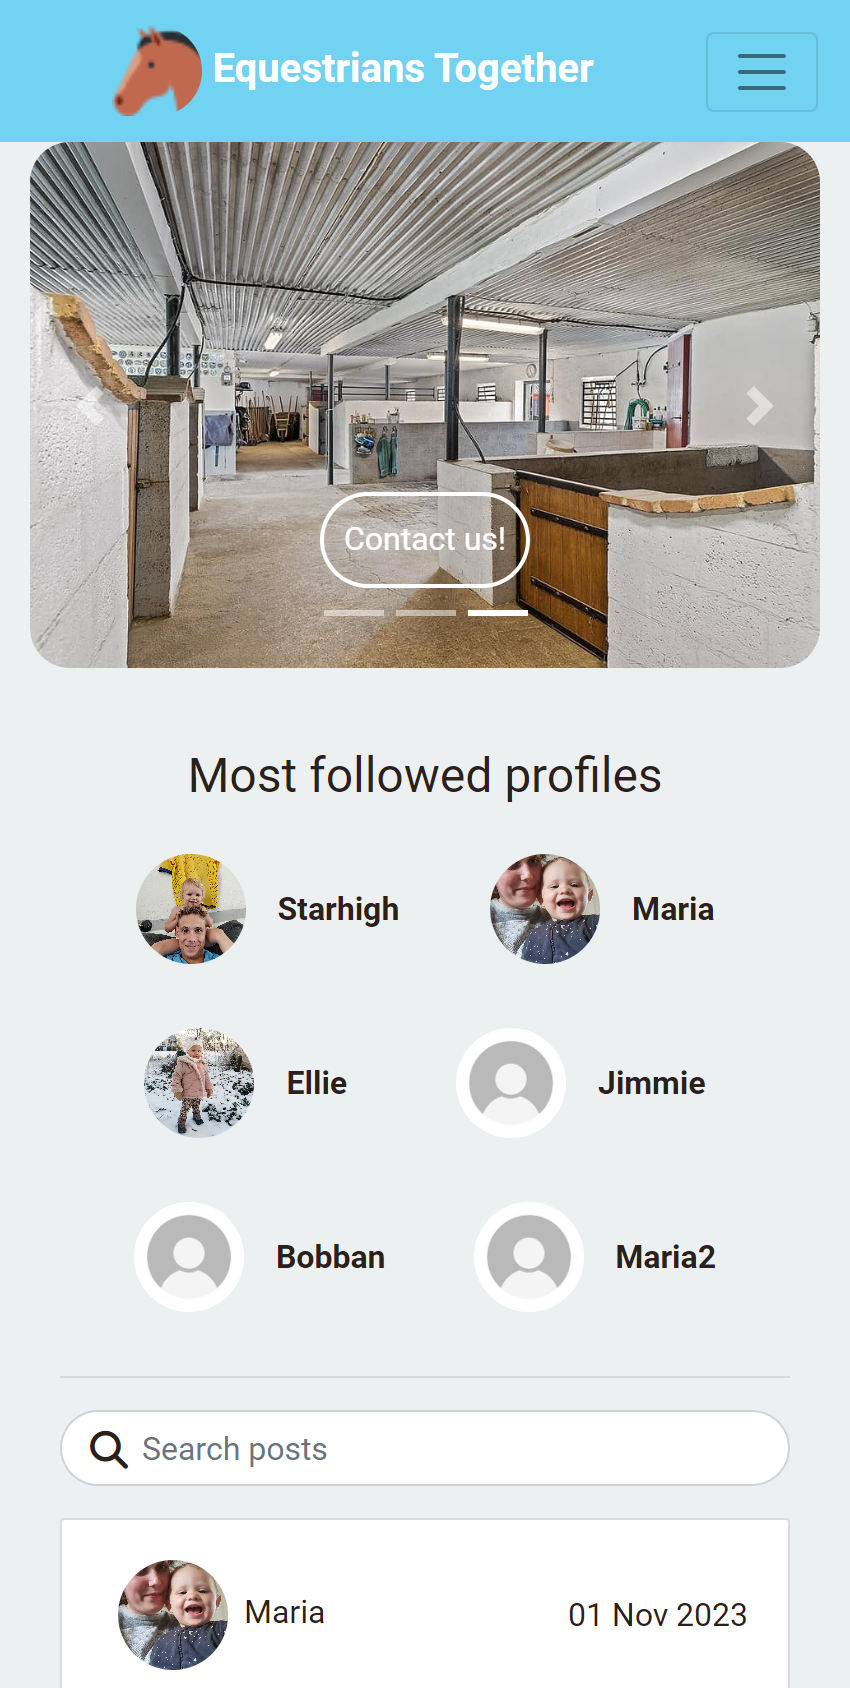 Equestrians Together
Contact us!
Most followed profiles
Starhigh
Maria
Ellie
Jimmie
Bobban
Maria2
Search posts
Maria
01 Nov 2023